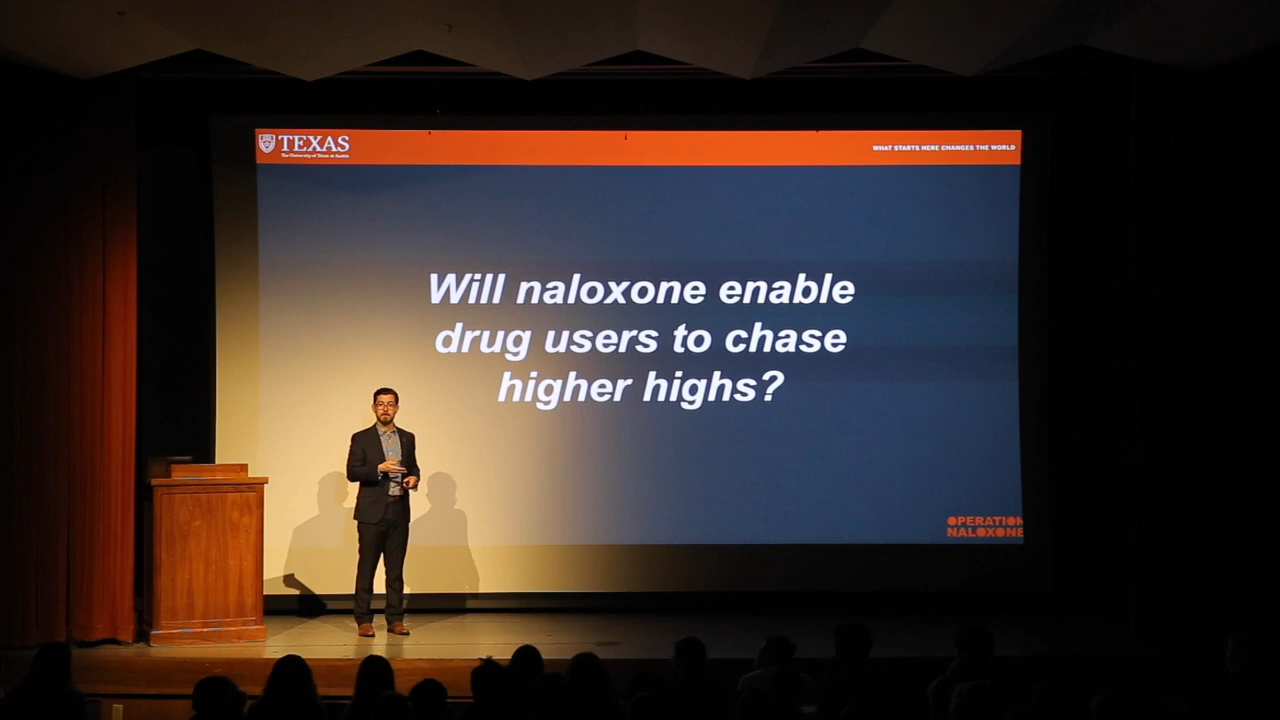 TEXAS
The University of Texas at Austin
WHAT STARTS HERE CHANGES THE WORLD
Will naloxone enable
drug users to chase
higher highs?
OPERATION
NALOXONE